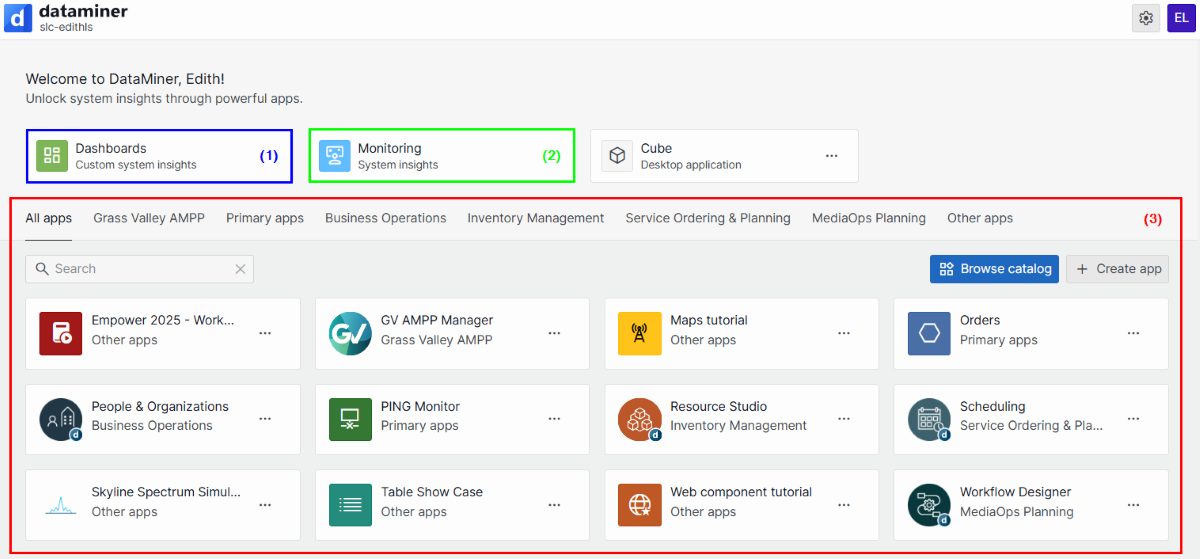 d dataminer
slc-edithls
EL
Welcome to DataMiner, Edith!
Unlock system insights through powerful apps.
Dashboards
Custom system insights
(1)
Monitoring
System insights
(2)
Cube
Desktop application
All apps Grass Valley AMPP Primary apps Business Operations Inventory Management Service Ordering & Planning MediaOps Planning Other apps (3)
Search
Browse catalog
+ Create app
Empower 2025 - Work...
Other apps
GV
GV AMPP Manager
Grass Valley AMPP
Maps tutorial
Other apps
Orders
Primary apps
People & Organizations
Business Operations
d
PING Monitor
Primary apps
Resource Studio
Inventory Management
d
Scheduling
Service Ordering & Pla...
d
Skyline Spectrum Simul...
Other apps
Table Show Case
Other apps
Web component tutorial
Other apps
Workflow Designer
MediaOps Planning
d